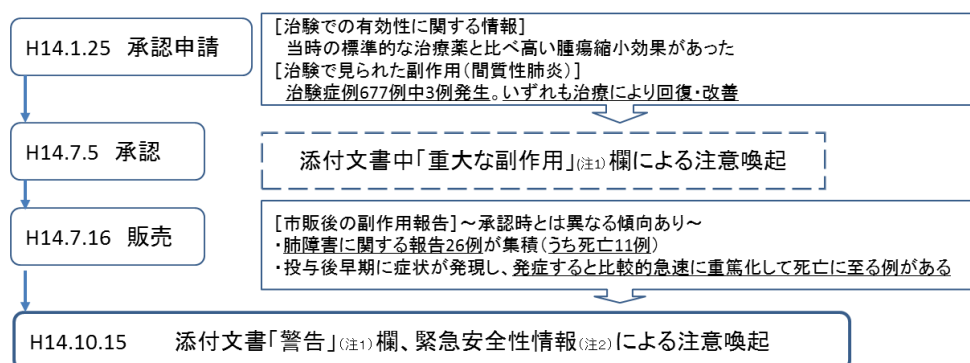 H14.1.25 承認申請
[治験での有効性に関する情報]
当時の標準的な治療薬と比べ高い腫瘍縮小効果があった
[治験で見られた副作用(間質性肺炎)]
治験症例677例中3例発生。いずれも治療により回復・改善
H14.7.5 承認
添付文書中「重大な副作用」(注1)欄による注意喚起
H14.7.16 販売
[市販後の副作用報告]~承認時とは異なる傾向あり~
・肺障害に関する報告26例が集積(うち死亡11例)
・投与後早期に症状が発現し、発症すると比較的急速に重篤化して死亡に至る例がある
H14.10.15 添付文書「警告」(注1)欄、緊急安全性情報(注2)による注意喚起